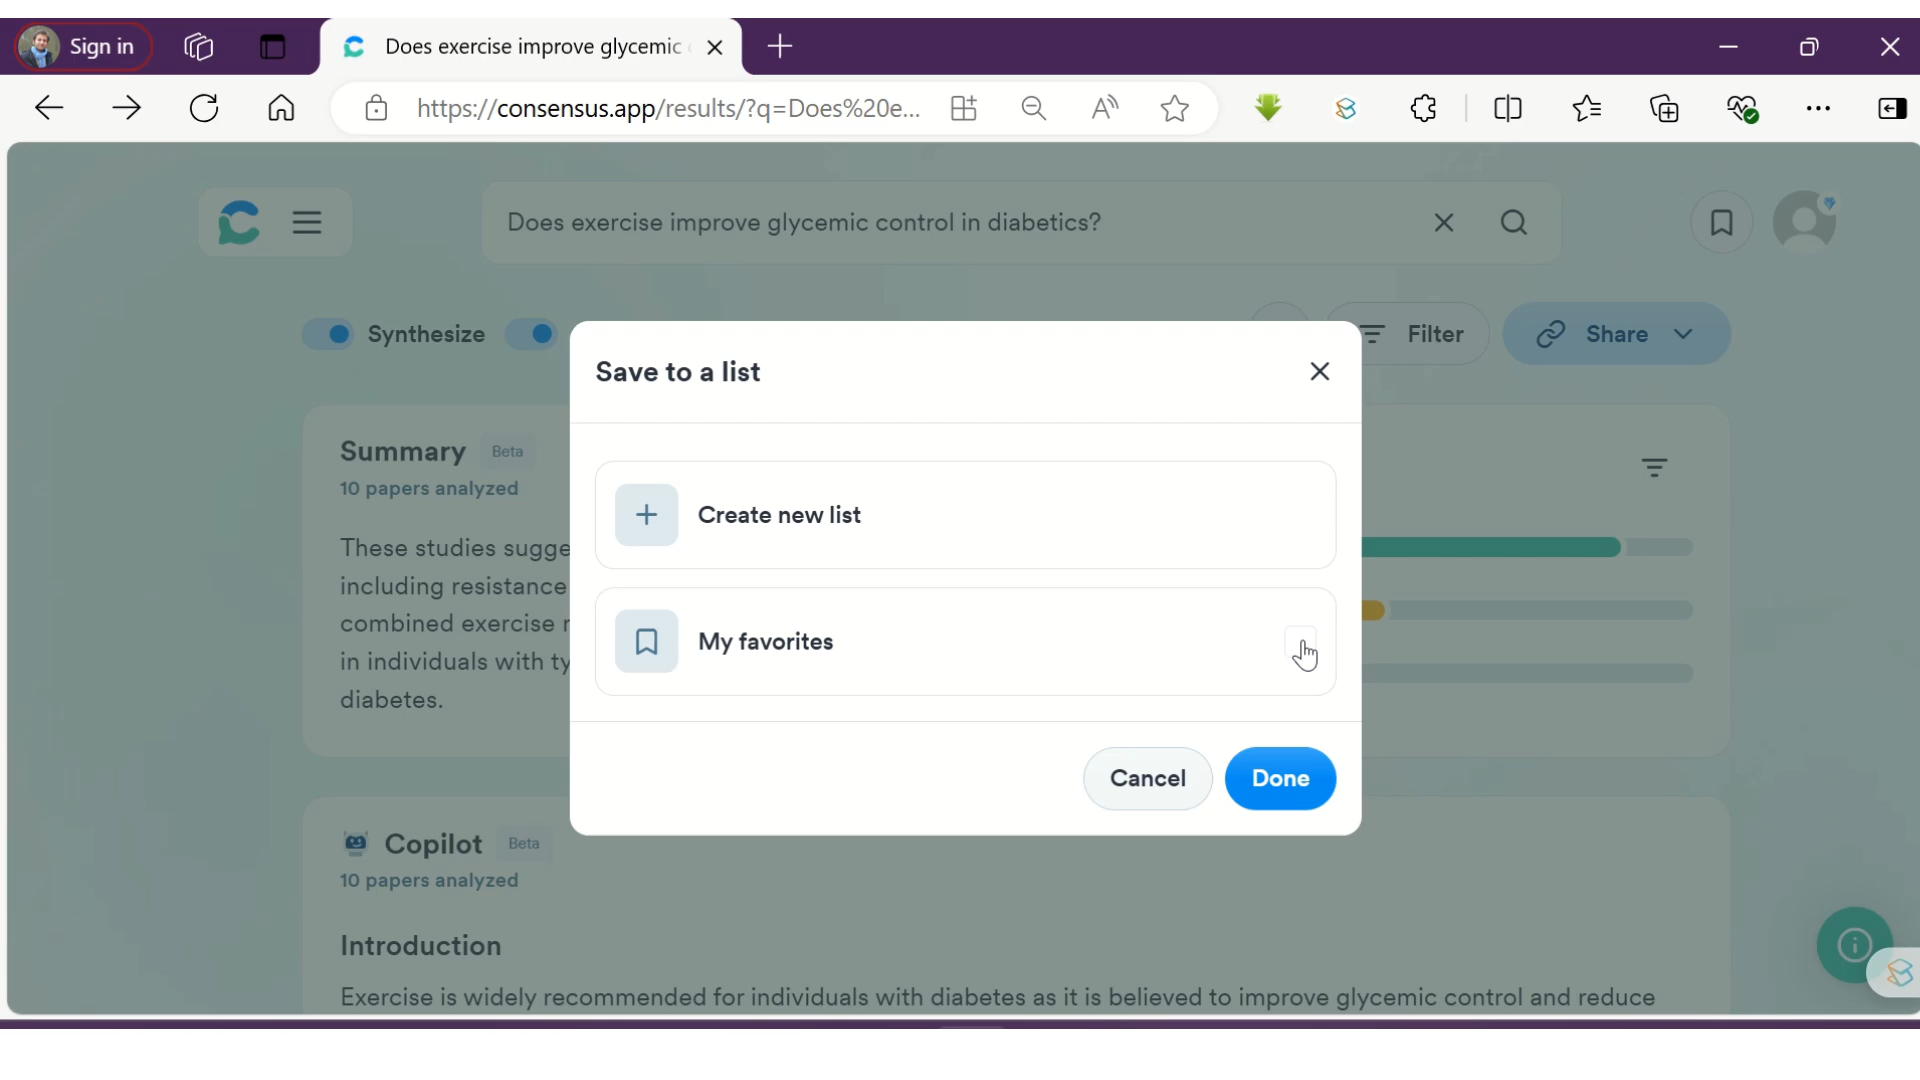 Sign in
Does exercise improve glycemic
https://consensus.app/results/?q=Does%20e...
Does exercise improve glycemic control in diabetics?
Synthesize
Filter
Share
Save to a list
Summary Beta
10 papers analyzed
Create new list
These studies sugge
including resistance
combined exercise
My favorites
in individuals with ty
diabetes.
Cancel
Done
Copilot Beta
10 papers analyzed
Introduction
Exercise is widely recommended for individuals with diabetes as it is believed to improve glycemic control and reduce